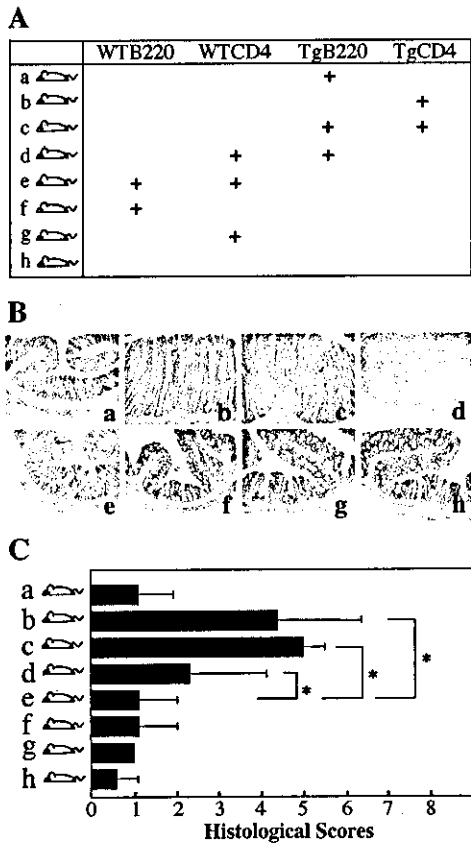 A
WTB220 WTCD4 TgB220 TgCD4
a +
b +
c + +
d + +
e + +
f +
g +
h
B
a b c d
e f g h
C
a
b
c
d
e
f
g
h
* * *
0 1 2 3 4 5 6 7 8
Histological Scores